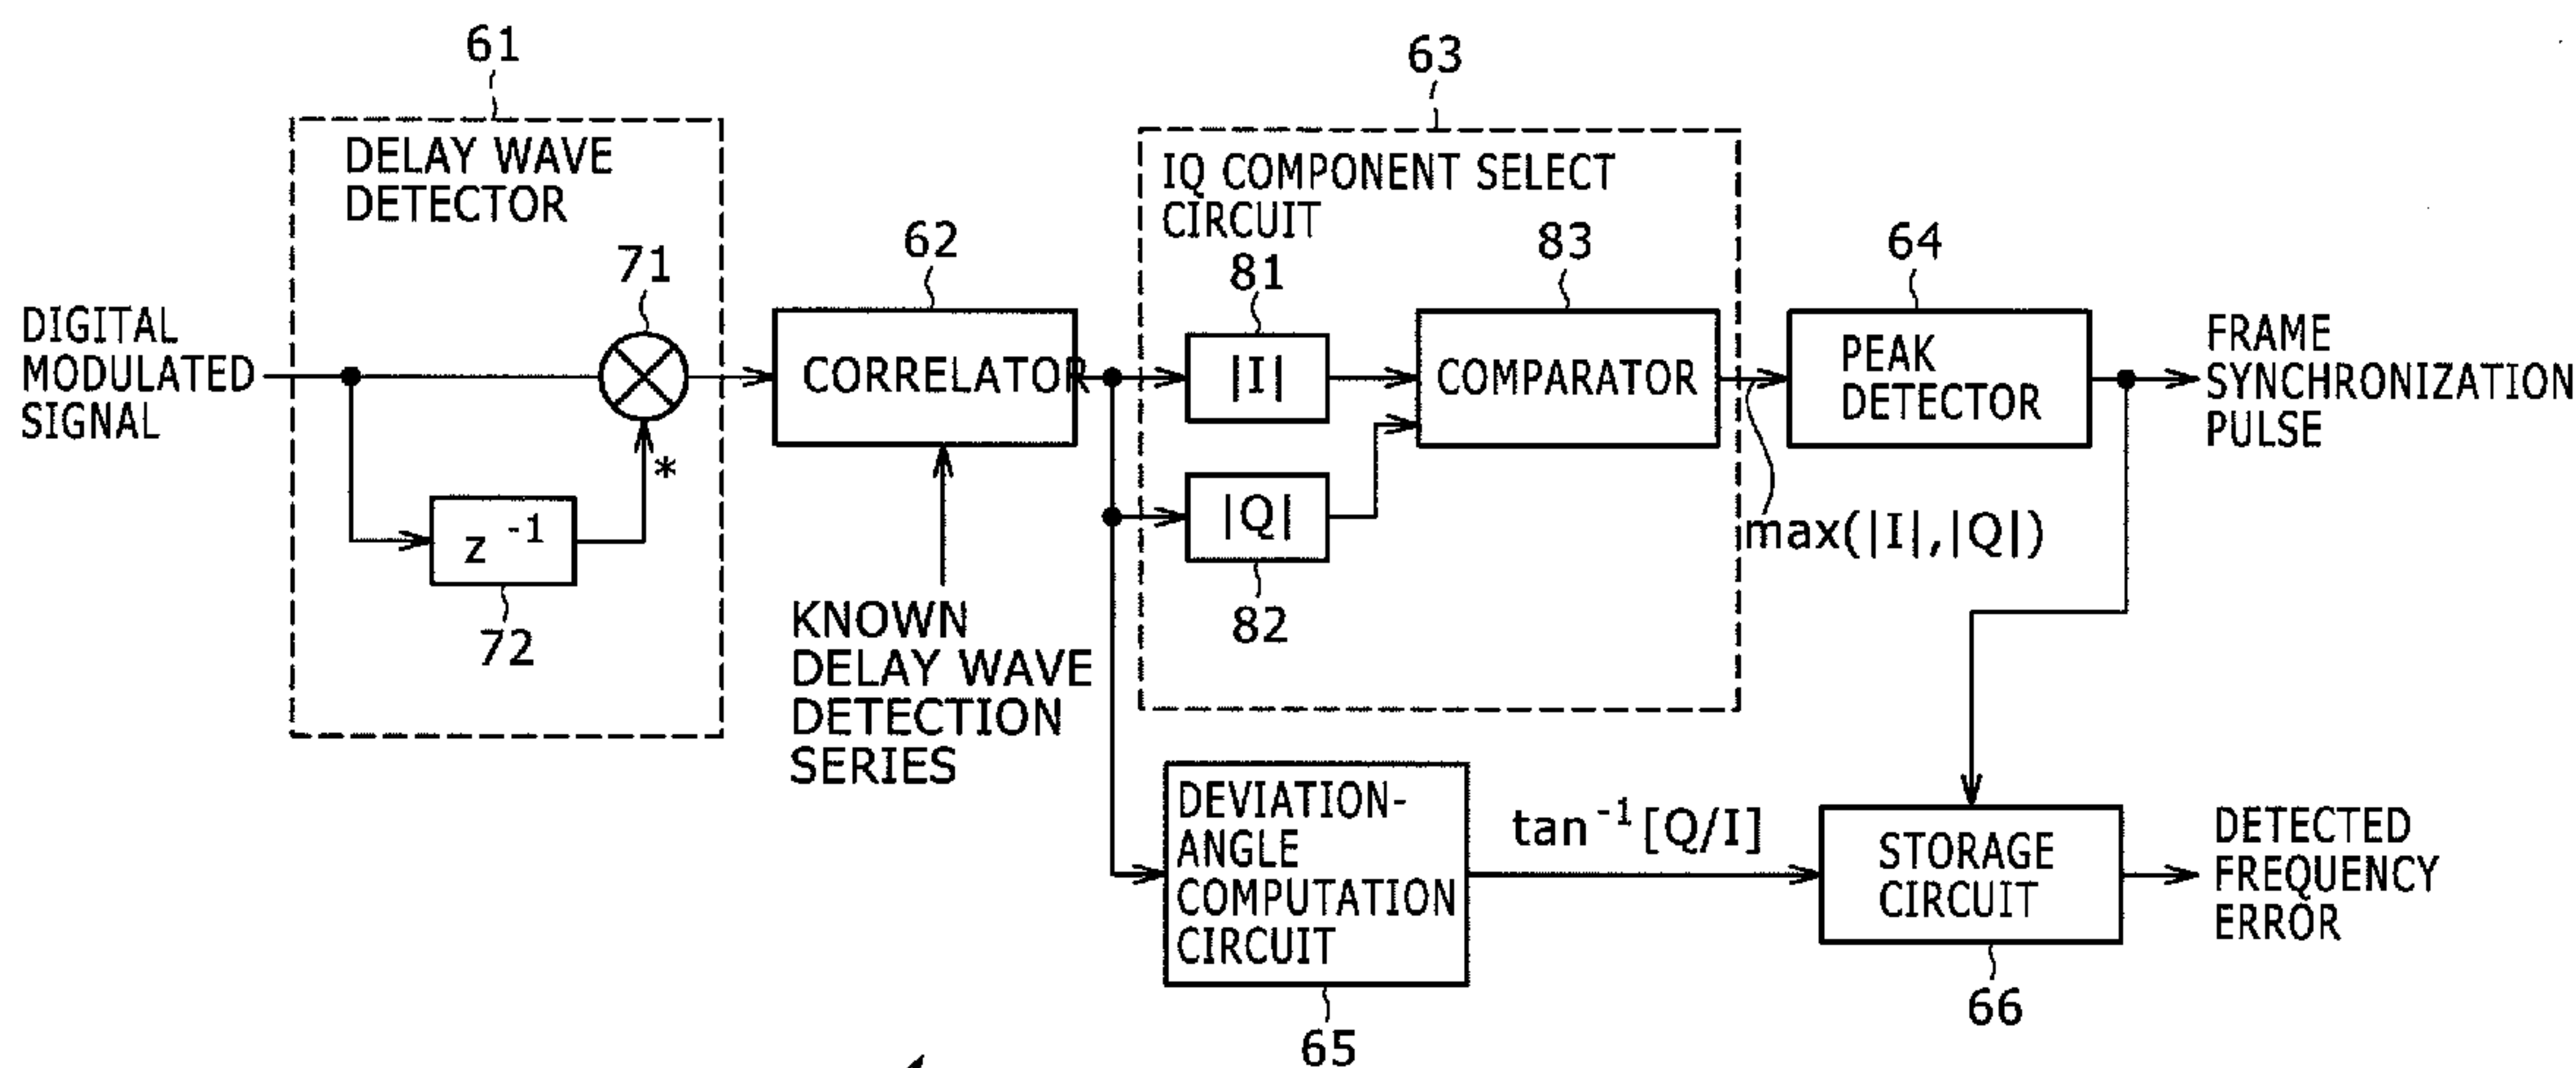 61
63
DELAY WAVE
DETECTOR
IQ COMPONENT SELECT
CIRCUIT
62
71
81
83
64
DIGITAL
MODULATED
SIGNAL
CORRELATOR
|I|
COMPARATOR
PEAK
DETECTOR
FRAME
SYNCHRONIZATION
PULSE
*
z⁻¹
72
|Q|
82
max(|I|,|Q|)
KNOWN
DELAY WAVE
DETECTION
SERIES
DEVIATION-
ANGLE
COMPUTATION
CIRCUIT
65
tan⁻¹[Q/I]
STORAGE
CIRCUIT
66
DETECTED
FREQUENCY
ERROR